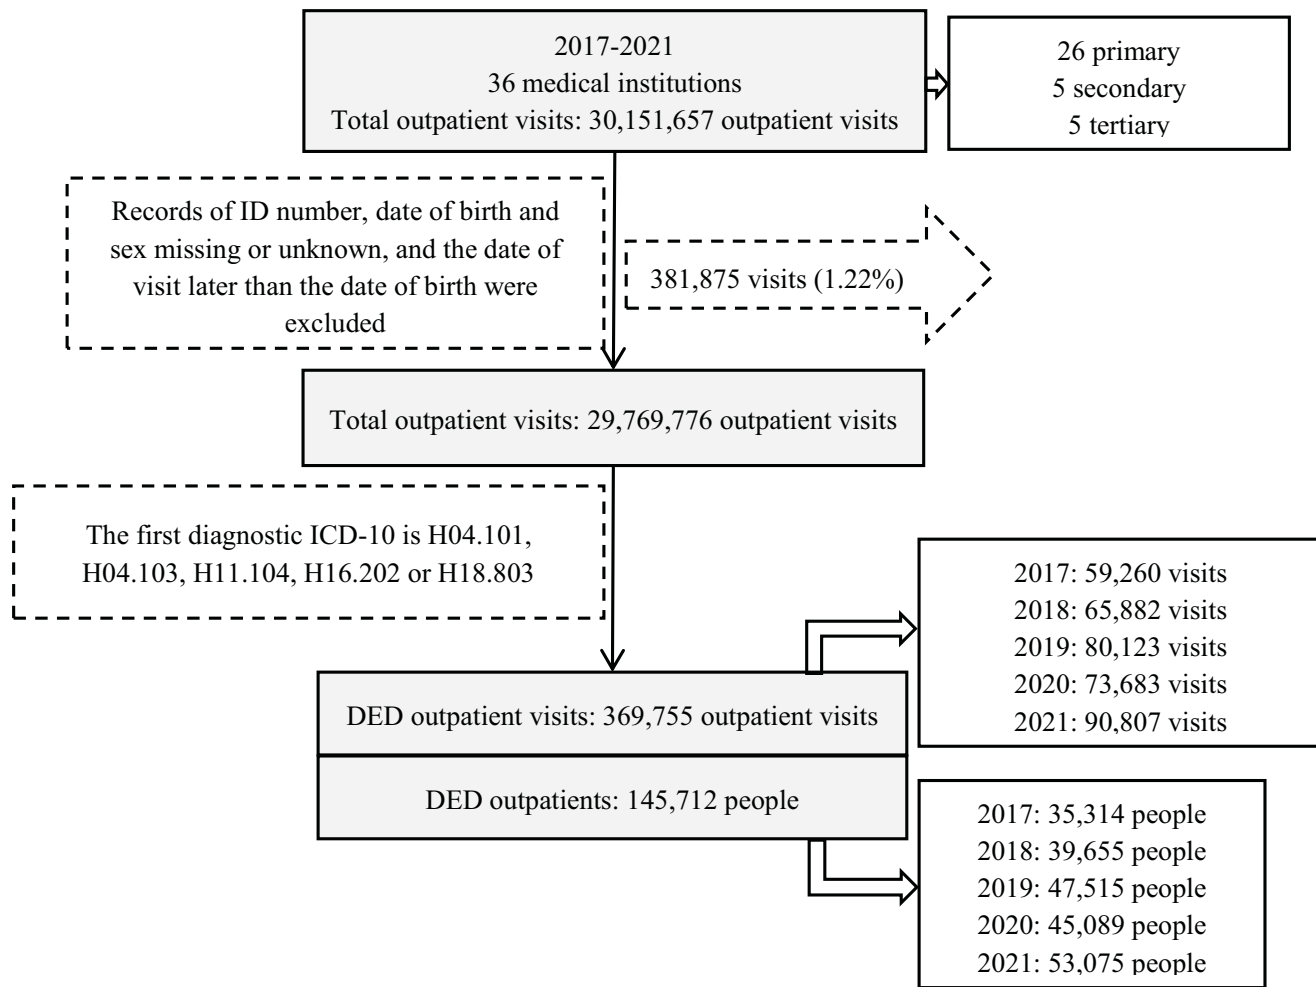 2017-2021
36 medical institutions
Total outpatient visits: 30,151,657 outpatient visits
26 primary
5 secondary
5 tertiary
Records of ID number, date of birth and
sex missing or unknown, and the date of
visit later than the date of birth were
excluded
381,875 visits (1.22%)
Total outpatient visits: 29,769,776 outpatient visits
The first diagnostic ICD-10 is H04.101,
H04.103, H11.104, H16.202 or H18.803
2017: 59,260 visits
2018: 65,882 visits
2019: 80,123 visits
2020: 73,683 visits
2021: 90,807 visits
DED outpatient visits: 369,755 outpatient visits
DED outpatients: 145,712 people
2017: 35,314 people
2018: 39,655 people
2019: 47,515 people
2020: 45,089 people
2021: 53,075 people